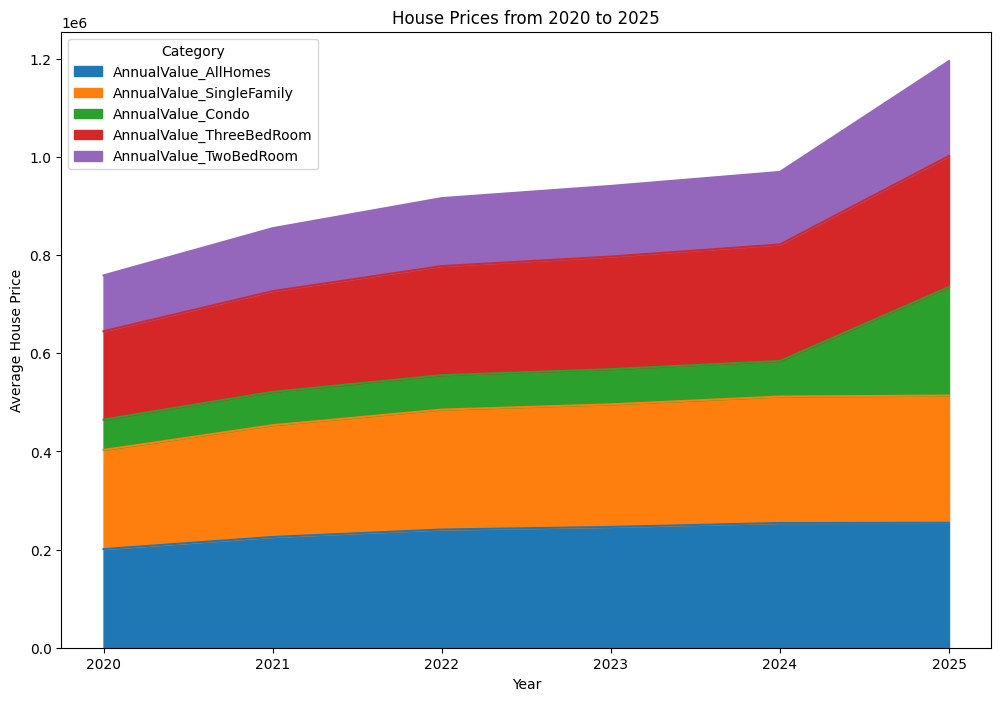 House Prices from 2020 to 2025
1e6
1.2
1.0
0.8
0.6
0.4
0.2
0.0
Average House Price
Category
AnnualValue_AllHomes
AnnualValue_SingleFamily
AnnualValue_Condo
AnnualValue_ThreeBedRoom
AnnualValue_TwoBedRoom
2020 2021 2022 2023 2024 2025
Year